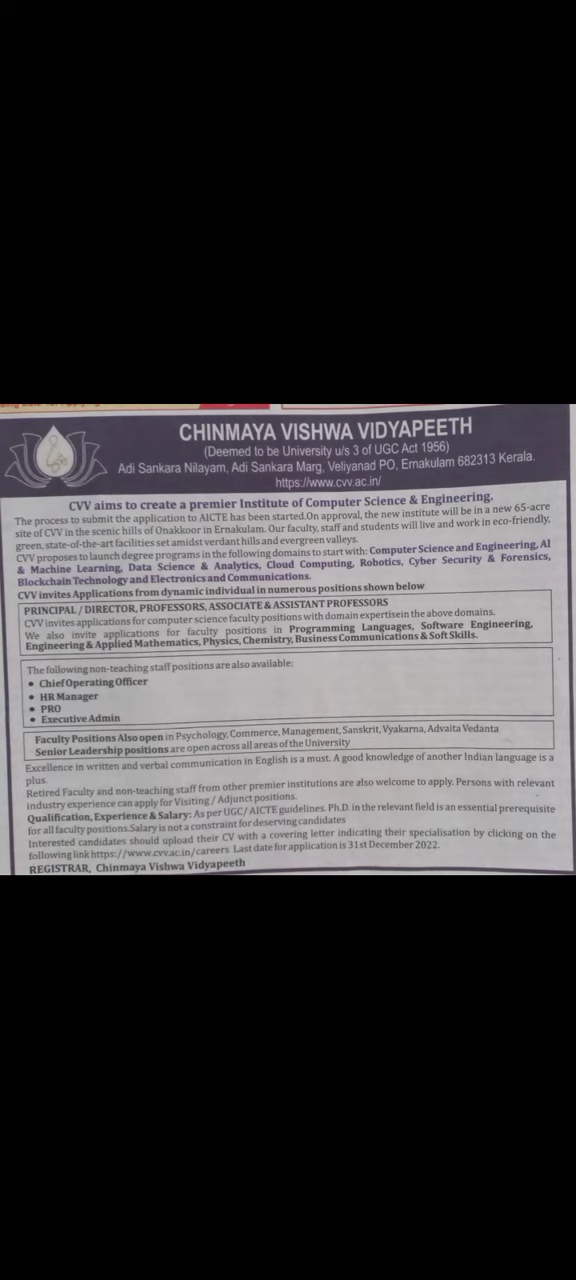 CHINMAYA VISHWA VIDYAPEETH
(Deemed to be University u/s 3 of UGC Act 1956)
Adi Sankara Nilayam, Adi Sankara Marg, Veliyanad PO, Ernakulam 682313 Kerala.
https://www.cvv.ac.in/
CVV aims to create a premier Institute of Computer Science & Engineering.
The process to submit the application to AICTE has been started.On approval, the new institute will be in a new 65-acre
site of CVV in the scenic hills of Onakkoor in Ernakulam. Our faculty, staff and students will live and work in eco-friendly,
green, state-of-the-art facilities set amidst verdant hills and evergreen valleys.
CVV proposes to launch degree programs in the following domains to start with: Computer Science and Engineering, AI
& Machine Learning, Data Science & Analytics, Cloud Computing, Robotics, Cyber Security & Forensics,
Blockchain Technology and Electronics and Communications.
CVV invites Applications from dynamic individual in numerous positions shown below
PRINCIPAL / DIRECTOR, PROFESSORS, ASSOCIATE & ASSISTANT PROFESSORS
CVV invites applications for computer science faculty positions with domain expertisein the above domains.
We also invite applications for faculty positions in Programming Languages, Software Engineering,
Engineering & Applied Mathematics, Physics, Chemistry, Business Communications & Soft Skills.
The following non-teaching staff positions are also available:
• Chief Operating Officer
• HR Manager
• PRO
• Executive Admin
Faculty Positions Also open in Psychology, Commerce, Management, Sanskrit, Vyakarna, Advaita Vedanta
Senior Leadership positions are open across all areas of the University
Excellence in written and verbal communication in English is a must. A good knowledge of another Indian language is a
plus.
Retired Faculty and non-teaching staff from other premier institutions are also welcome to apply. Persons with relevant
industry experience can apply for Visiting / Adjunct positions.
Qualification, Experience & Salary: As per UGC/ AICTE guidelines. Ph.D. in the relevant field is an essential prerequisite
for all faculty positions.Salary is not a constraint for deserving candidates
Interested candidates should upload their CV with a covering letter indicating their specialisation by clicking on the
following link https://www.cvv.ac.in/careers Last date for application is 31st December 2022.
REGISTRAR, Chinmaya Vishwa Vidyapeeth